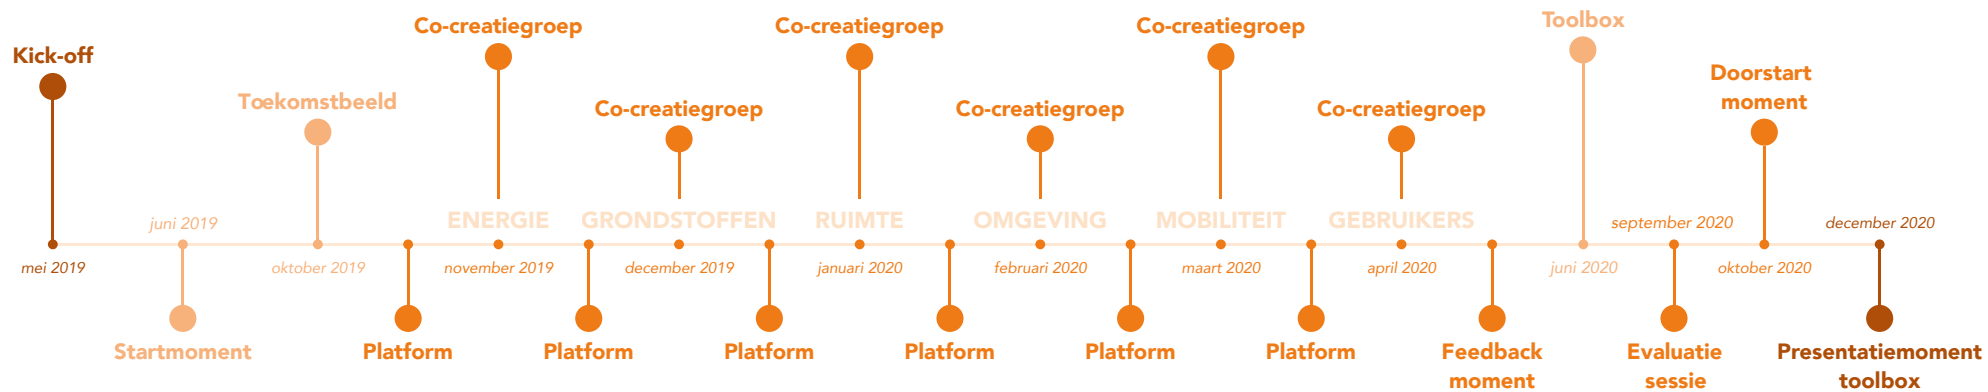 Kick-off
mei 2019
juni 2019
Startmoment
Toekomstbeeld
oktober 2019
Platform
Co-creatiegroep
ENERGIE
november 2019
Platform
Co-creatiegroep
GRONDSTOFFEN
december 2019
Platform
Co-creatiegroep
RUIMTE
januari 2020
Platform
Co-creatiegroep
OMGEVING
februari 2020
Platform
Co-creatiegroep
MOBILITEIT
maart 2020
Platform
Co-creatiegroep
GEBRUIKERS
april 2020
Feedback
moment
Toolbox
juni 2020
september 2020
Evaluatie
sessie
Doorstart
moment
oktober 2020
december 2020
Presentatiemoment
toolbox